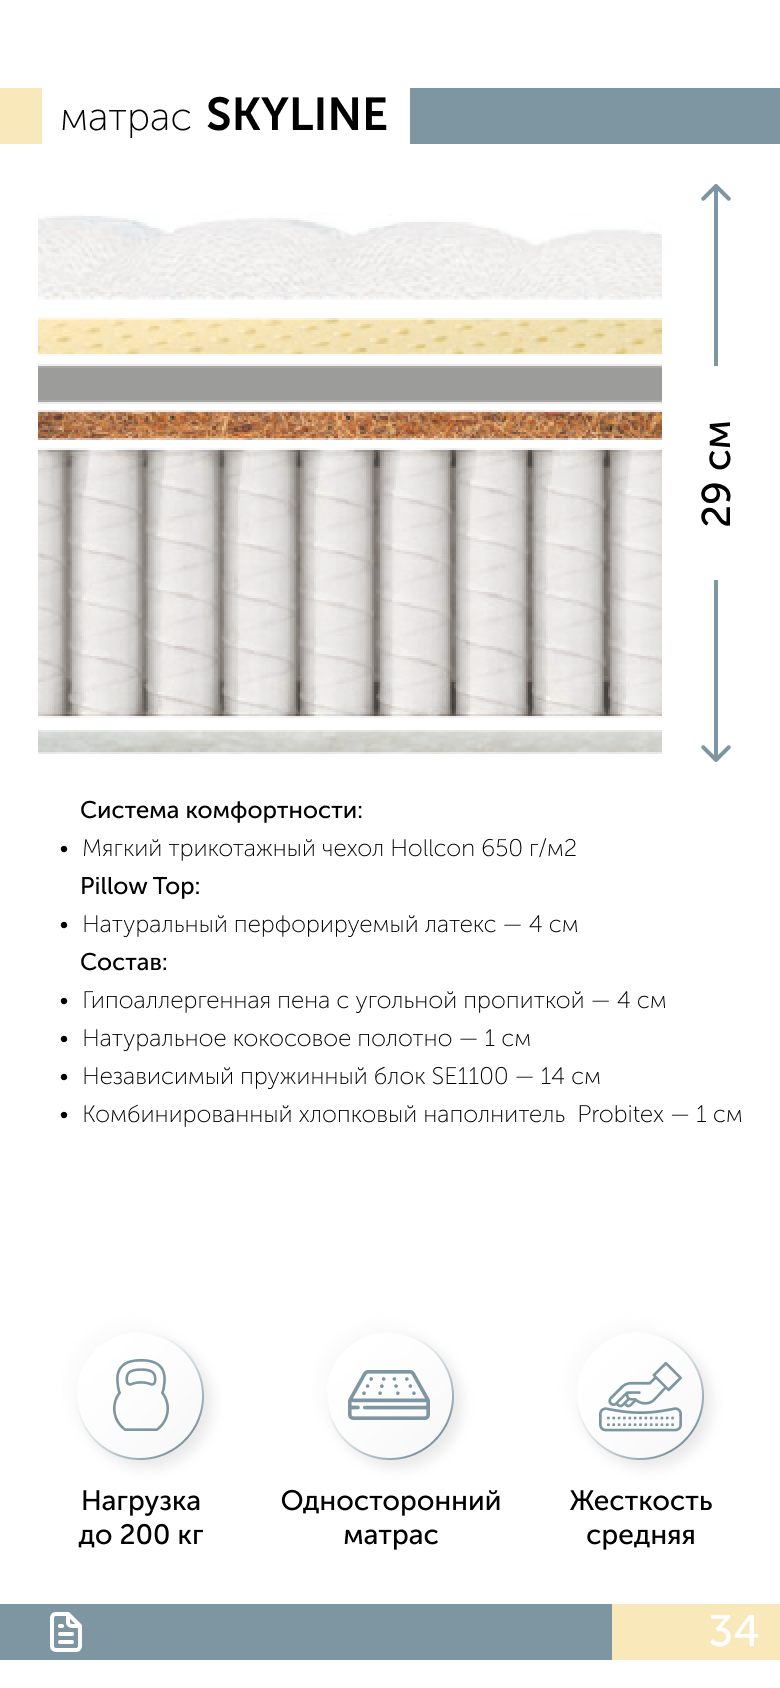 матрас SKYLINE
29 см
Система комфортности:
• Мягкий трикотажный чехол Hollcon 650 г/м2
Pillow Top:
• Натуральный перфорируемый латекс — 4 см
Состав:
• Гипоаллергенная пена с угольной пропиткой — 4 см
• Натуральное кокосовое полотно — 1 см
• Независимый пружинный блок SE1100 — 14 см
• Комбинированный хлопковый наполнитель Probitex — 1 см
Нагрузка
до 200 кг
Односторонний
матрас
Жесткость
средняя
34